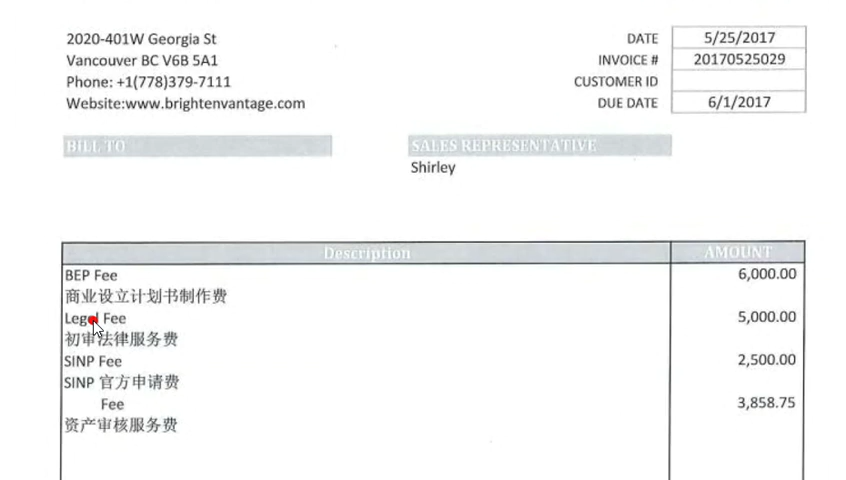 2020-401W Georgia St
Vancouver BC V6B 5A1
Phone: +1(778)379-7111
Website:www.brightenvantage.com
DATE 5/25/2017
INVOICE # 20170525029
CUSTOMER ID
DUE DATE 6/1/2017
BILL TO
SALES REPRESENTATIVE
Shirley
Description AMOUNT
BEP Fee 6,000.00
商业设立计划书制作费
Legal Fee 5,000.00
初审法律服务费
SINP Fee 2,500.00
SINP 官方申请费
Fee 3,858.75
资产审核服务费